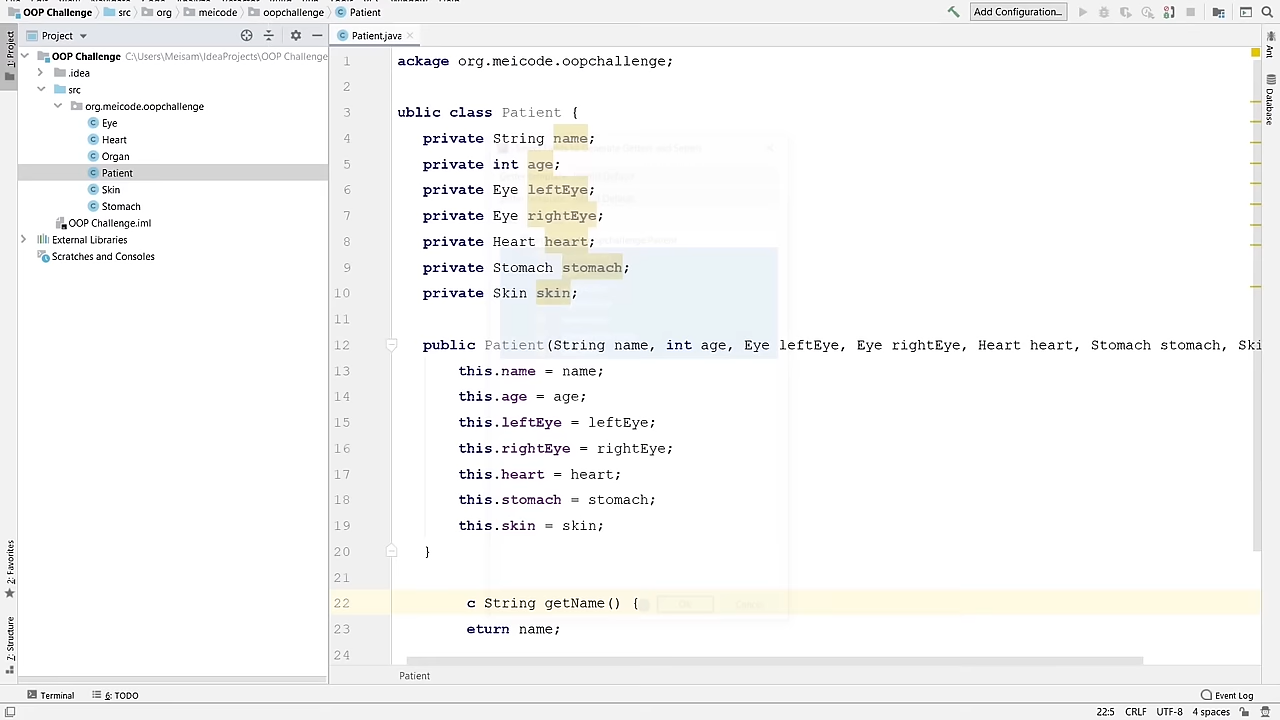 OOP Challenge src org meicode oopchallenge Patient Add Configuration...
1: Project
Project
Patient.java
OOP Challenge C:\Users\Meisam\IdeaProjects\OOP Challenge
.idea
src
org.meicode.oopchallenge
Eye
Heart
Organ
Patient
Skin
Stomach
OOP Challenge.iml
External Libraries
Scratches and Consoles
1 ackage org.meicode.oopchallenge;
2
3 ublic class Patient {
4 private String name;
5 private int age;
6 private Eye leftEye;
7 private Eye rightEye;
8 private Heart heart;
9 private Stomach stomach;
10 private Skin skin;
11
12 public Patient(String name, int age, Eye leftEye, Eye rightEye, Heart heart, Stomach stomach, Ski
13 this.name = name;
14 this.age = age;
15 this.leftEye = leftEye;
16 this.rightEye = rightEye;
17 this.heart = heart;
18 this.stomach = stomach;
19 this.skin = skin;
20 }
21
22 c String getName() {
23 eturn name;
24
Ant
Database
2: Favorites
7: Structure
Patient
Terminal 6: TODO Event Log
22:5 CRLF UTF-8 4 spaces